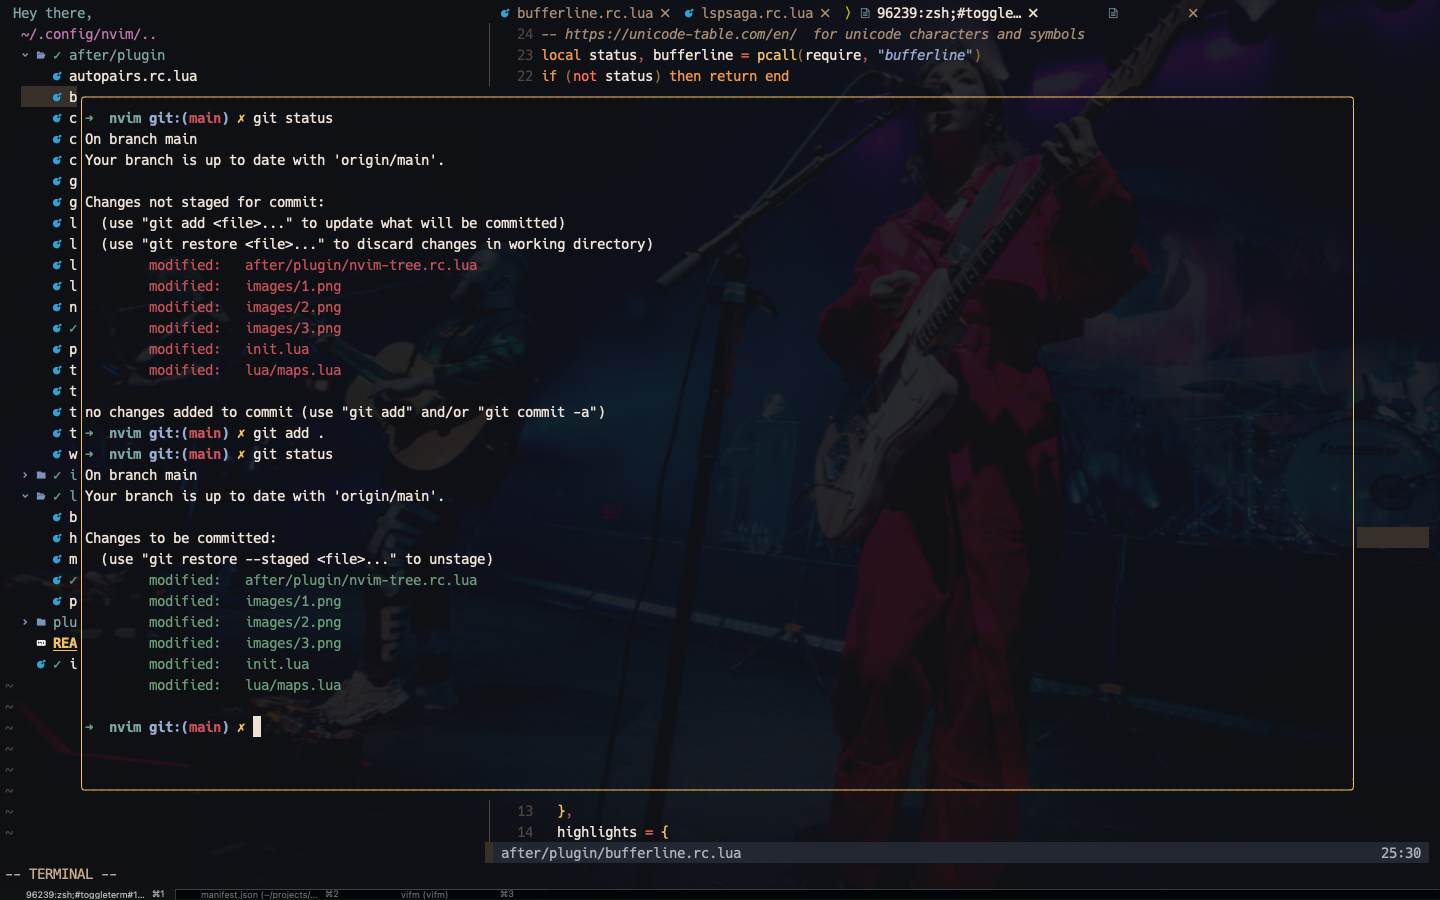 Hey there,
bufferline.rc.lua ✕ lspsaga.rc.lua ✕ 96239:zsh;#toggle… ✕ ✕
~/.config/nvim/..
24 -- https://unicode-table.com/en/  for unicode characters and symbols
✓ after/plugin
23 local status, bufferline = pcall(require, "bufferline")
autopairs.rc.lua
22 if (not status) then return end
b
c ➜  nvim git:(main) ✗ git status
c On branch main
c Your branch is up to date with 'origin/main'.
g
g Changes not staged for commit:
l   (use "git add <file>..." to update what will be committed)
l   (use "git restore <file>..." to discard changes in working directory)
l         modified:   after/plugin/nvim-tree.rc.lua
l         modified:   images/1.png
n         modified:   images/2.png
✓         modified:   images/3.png
p         modified:   init.lua
t         modified:   lua/maps.lua
t
t no changes added to commit (use "git add" and/or "git commit -a")
t ➜  nvim git:(main) ✗ git add .
w ➜  nvim git:(main) ✗ git status
✓ i On branch main
✓ l Your branch is up to date with 'origin/main'.
b
h Changes to be committed:
m   (use "git restore --staged <file>..." to unstage)
✓         modified:   after/plugin/nvim-tree.rc.lua
p         modified:   images/1.png
plu         modified:   images/2.png
REA         modified:   images/3.png
✓ i         modified:   init.lua
~         modified:   lua/maps.lua
~
~ ➜  nvim git:(main) ✗
~
~
~
~ 13 },
~ 14 highlights = {
after/plugin/bufferline.rc.lua 25:30
-- TERMINAL --
96239:zsh;#toggleterm#1... ⌘1 manifest.json (~/projects/... ⌘2 vifm (vifm) ⌘3